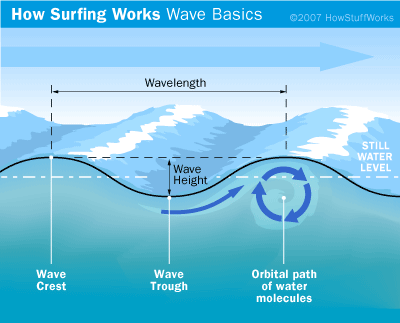 How Surfing Works Wave Basics
©2007 HowStuffWorks
Wavelength
Wave
Height
STILL
WATER
LEVEL
Wave
Crest
Wave
Trough
Orbital path
of water
molecules